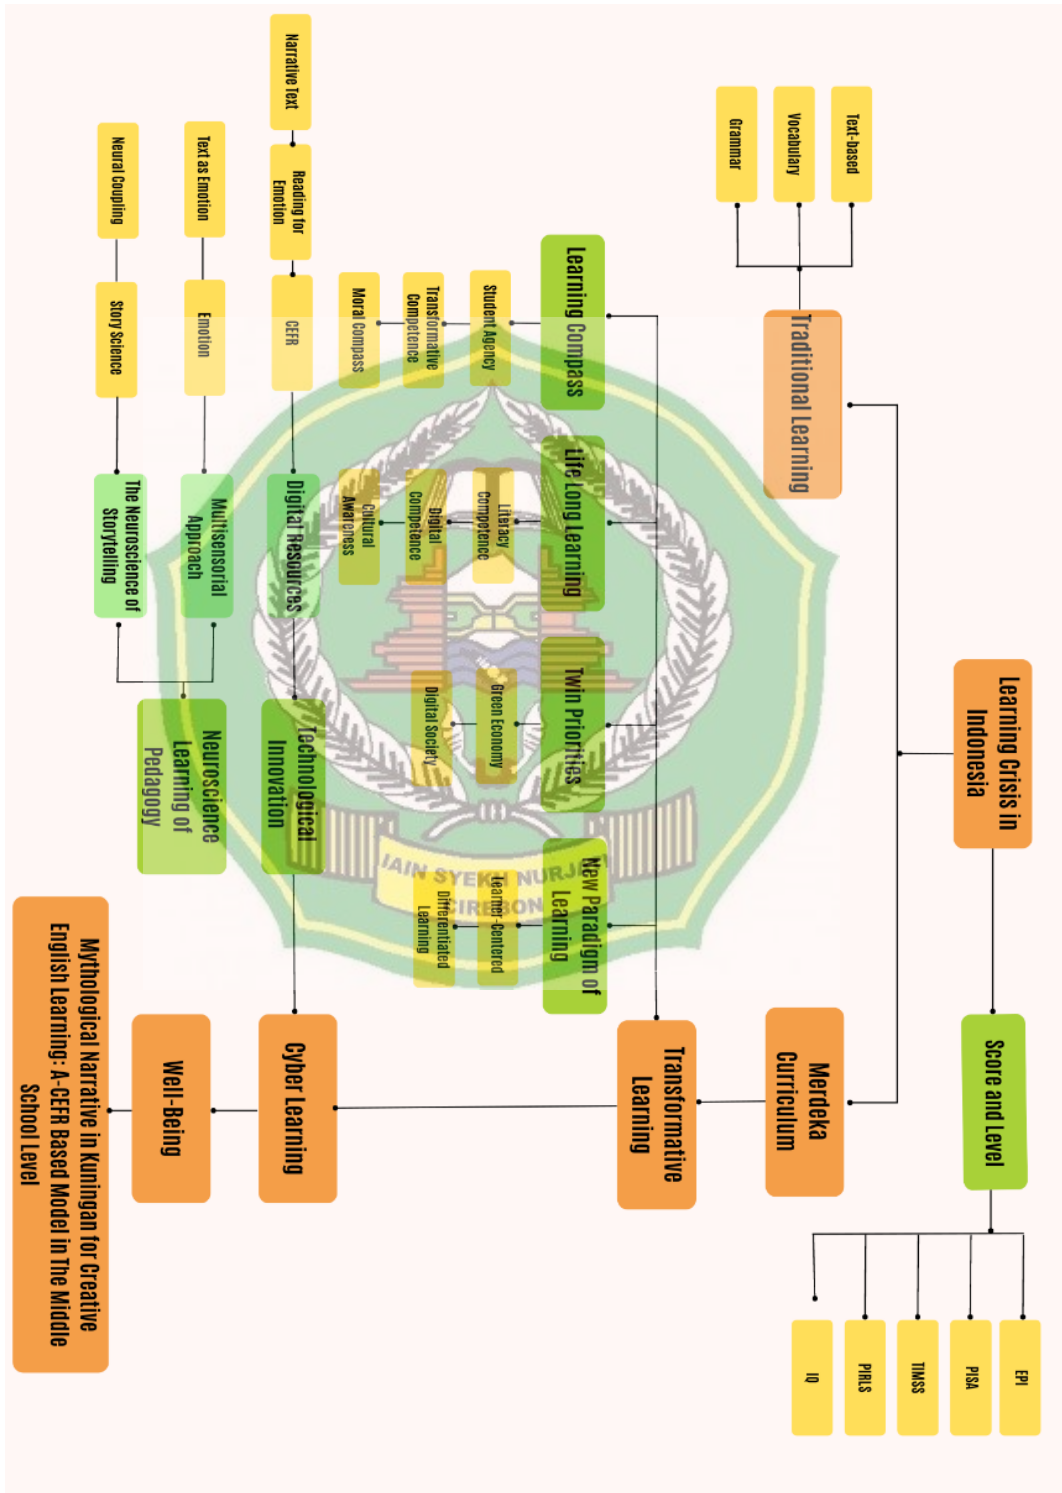 Learning Crisis in
Indonesia
Score and Level
EPI
PISA
TIMSS
PIRLS
IQ
Traditional Learning
Text-based
Vocabulary
Grammar
Merdeka
Curriculum
Transformative
Learning
Learning Compass
Student Agency
Transformative
Competence
Moral Compass
Life Long Learning
Literacy
Competence
Digital
Competence
Cultural
Awareness
Twin Priorities
Green Economy
Digital Society
New Paradigm of
Learning
Learner-Centered
Differentiated
Learning
Narrative Text
Reading for
Emotion
CEFR
Digital Resources
Technological
Innovation
Cyber Learning
Text as Emotion
Emotion
Multisensorial
Approach
Neural Coupling
Story Science
The Neuroscience of
Storytelling
Neuroscience
Learning of
Pedagogy
Well-Being
Mythological Narrative in Kuningan for Creative
English Learning: A-CEFR Based Model in The Middle
School Level
IAIN SYEKH NURJATI
CIREBON